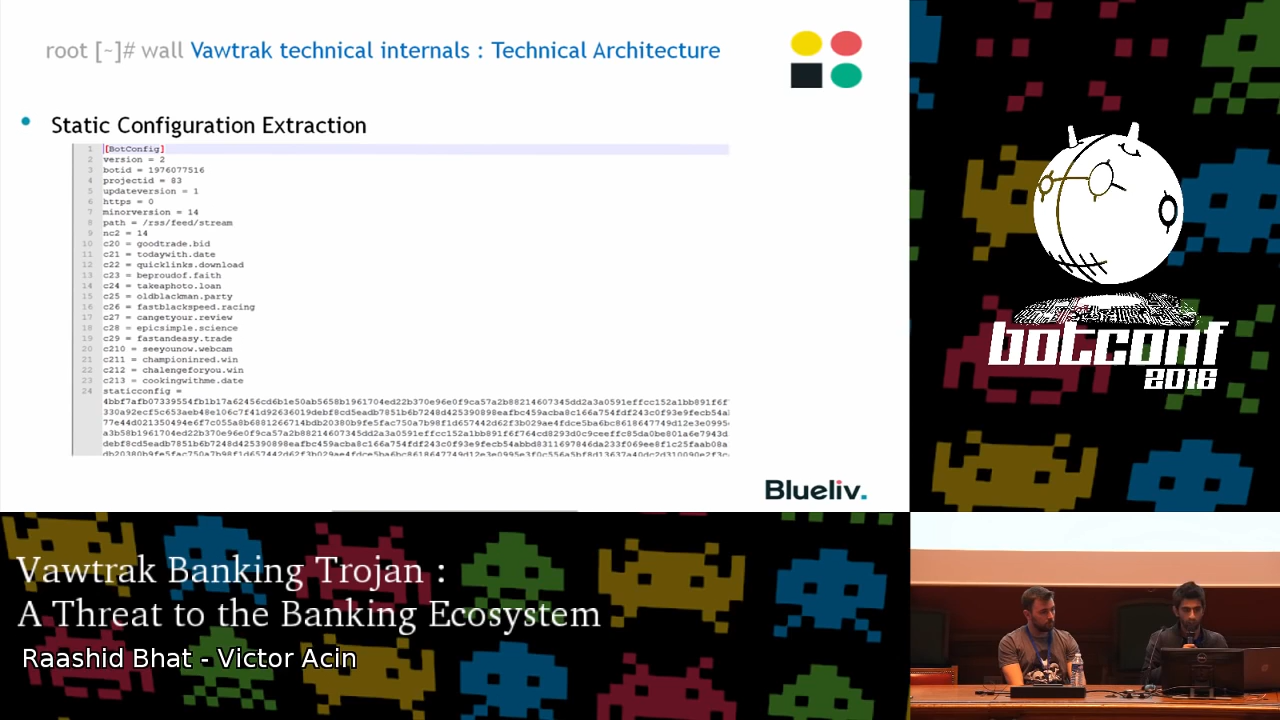 root [~]# wall Vawtrak technical internals : Technical Architecture
• Static Configuration Extraction
1 [BotConfig]
2 version = 2
3 botid = 1976077516
4 projectid = 83
5 updateversion = 1
6 https = 0
7 minorversion = 14
8 path = /rss/feed/stream
9 nc2 = 14
10 c20 = goodtrade.bid
11 c21 = todaywith.date
12 c22 = quicklinks.download
13 c23 = beproudof.faith
14 c24 = takeaphoto.loan
15 c25 = oldblackman.party
16 c26 = fastblackspeed.racing
17 c27 = cangetyour.review
18 c28 = epicsimple.science
19 c29 = fastandeasy.trade
20 c210 = seeyounow.webcam
21 c211 = championinred.win
22 c212 = chalengeforyou.win
23 c213 = cookingwithme.date
24 staticconfig =
Blueliv.
botconf
2016
Vawtrak Banking Trojan :
A Threat to the Banking Ecosystem
Raashid Bhat - Victor Acin